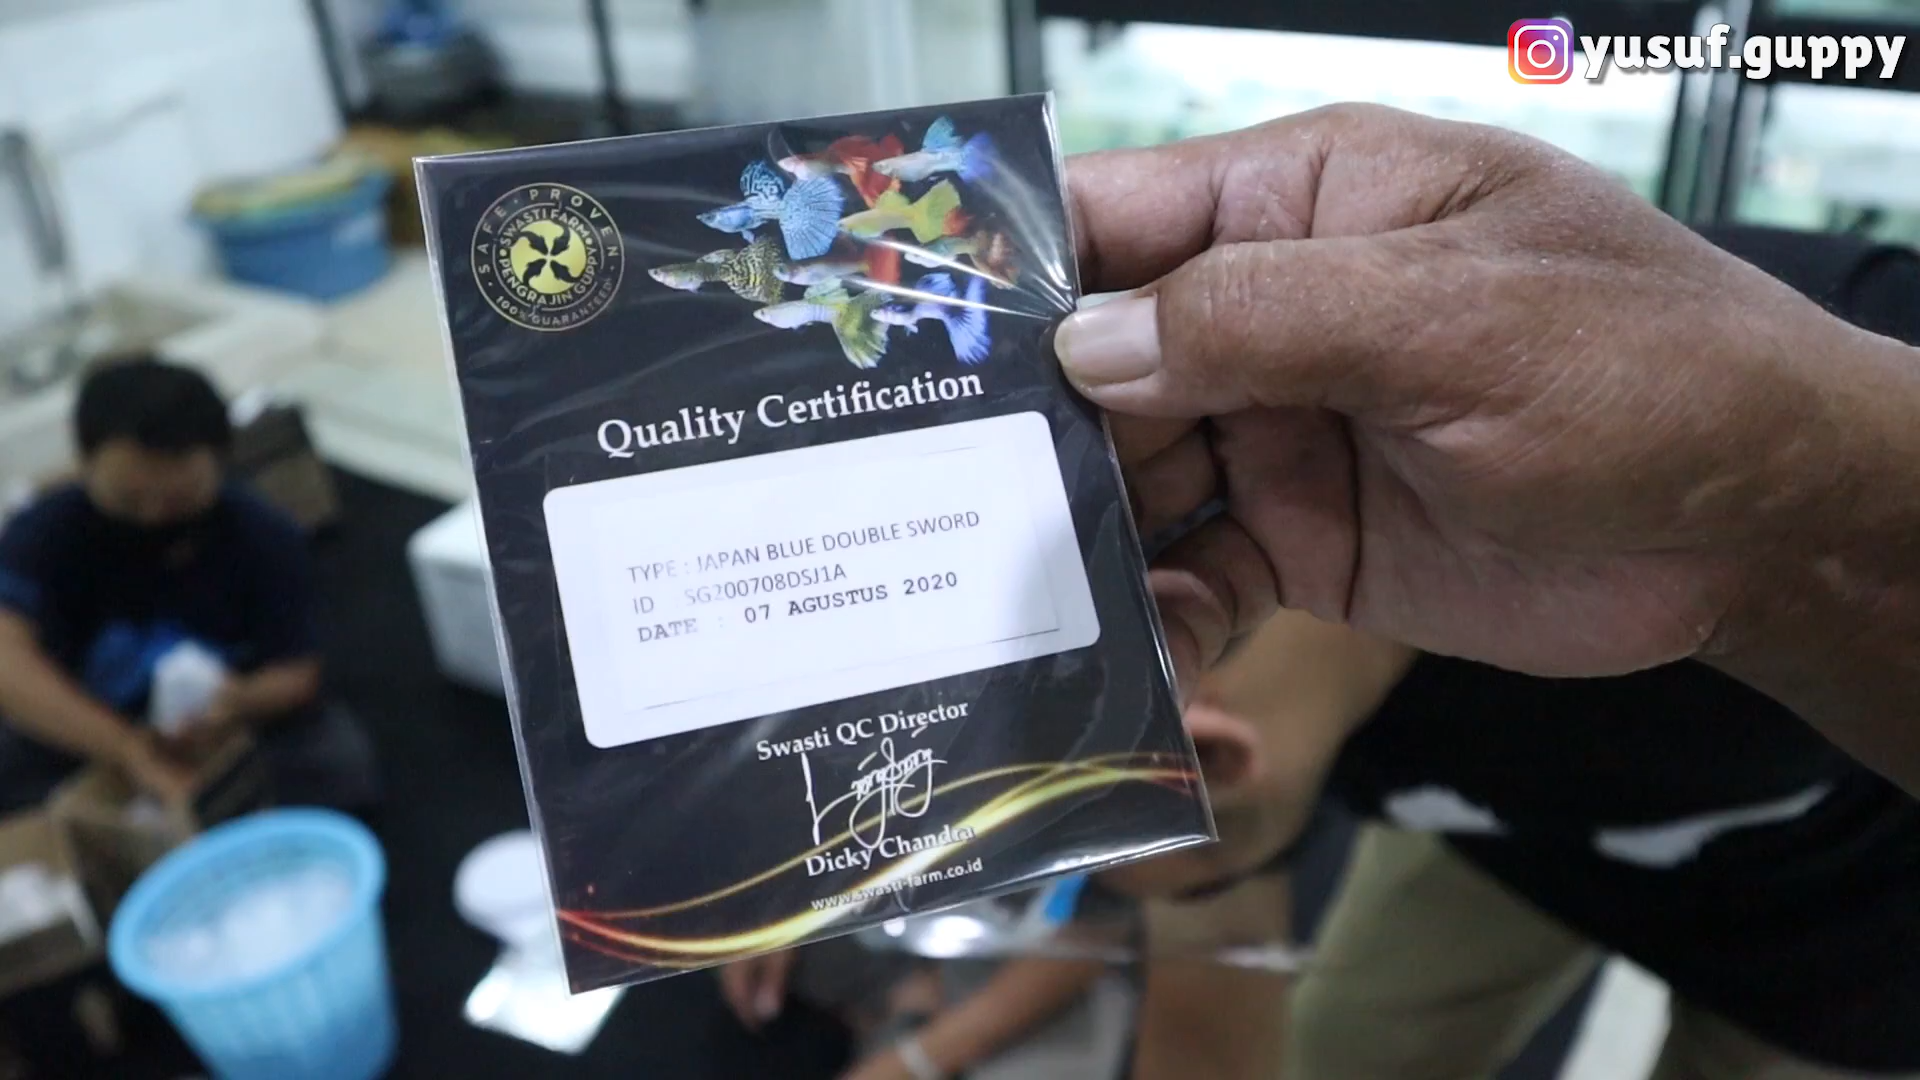 yusuf.guppy
SAFE · PROVEN
SWASTI FARM
PENGRAJIN GUPPY
100% GUARANTEED
Quality Certification
TYPE : JAPAN BLUE DOUBLE SWORD
ID SG200708DSJ1A
DATE : 07 AGUSTUS 2020
Swasti QC Director
Dicky Chandra
www.swasti-farm.co.id